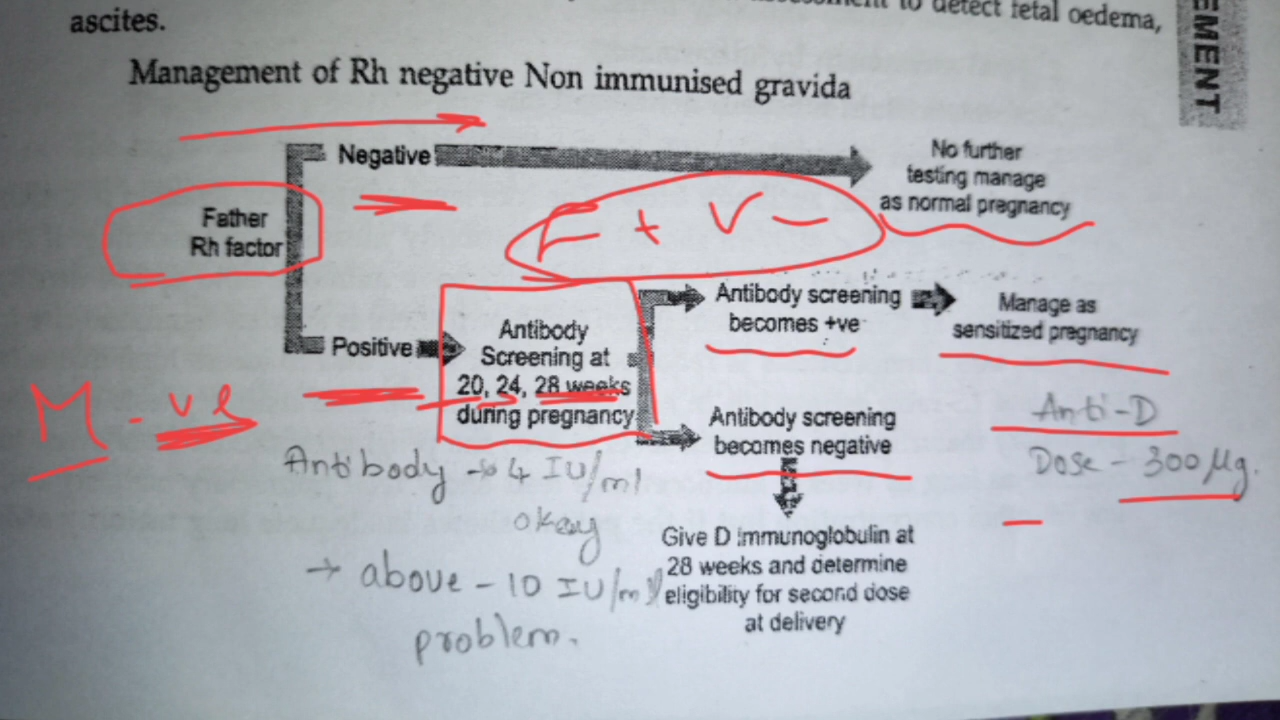 to detect fetal oedema,
ascites.
EMENT
Management of Rh negative Non immunised gravida
Negative
No further
testing manage
as normal pregnancy
Father
Rh factor
F + V -
Positive
Antibody
Screening at
20, 24, 28 weeks
during pregnancy
Antibody screening
becomes +ve
Manage as
sensitized pregnancy
M - ve
Antibody screening
becomes negative
Anti-D
Dose - 300 µg.
Antibody → 4 IU/ml
okay
→ above - 10 IU/ml
problem.
Give D immunoglobulin at
28 weeks and determine
eligibility for second dose
at delivery